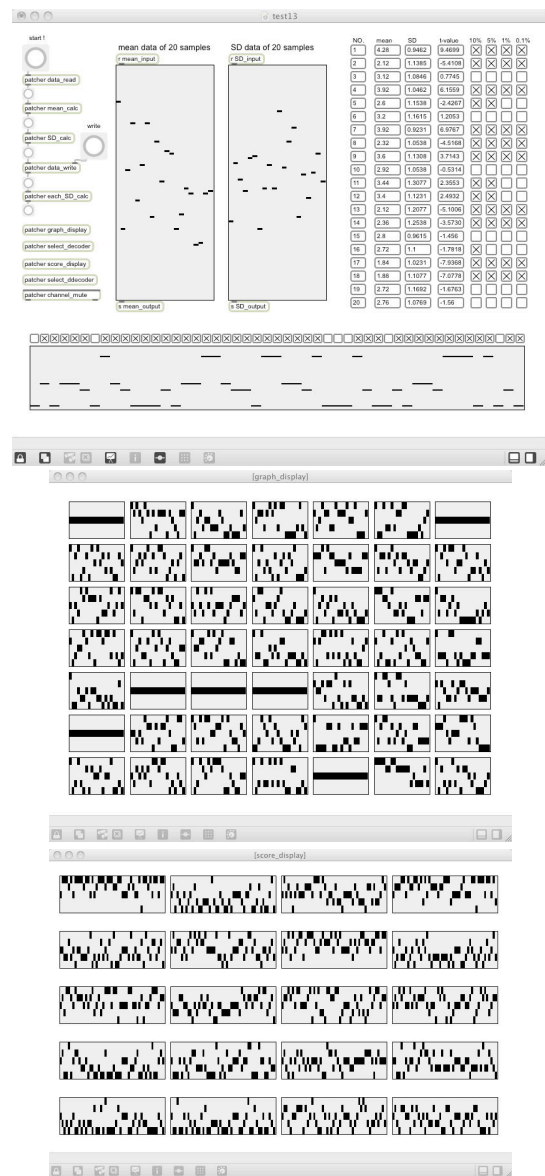 test13
start !
mean data of 20 samples
SD data of 20 samples
r mean_input
r SD_input
patcher data_read
patcher mean_calc
write
patcher SD_calc
patcher data_write
patcher each_SD_calc
patcher graph_display
patcher select_decoder
patcher score_display
patcher select_ddecoder
patcher channel_mute
s mean_output
s SD_output
NO. mean SD t-value 10% 5% 1% 0.1%
1 4.28 0.9462 9.4699
2 2.12 1.1385 -5.4108
3 3.12 1.0846 0.7745
4 3.92 1.0462 6.1559
5 2.6 1.1538 -2.4267
6 3.2 1.1615 1.2053
7 3.92 0.9231 6.9767
8 2.32 1.0538 -4.5168
9 3.6 1.1308 3.7143
10 2.92 1.0538 -0.5314
11 3.44 1.3077 2.3553
12 3.4 1.1231 2.4932
13 2.12 1.2077 -5.1006
14 2.36 1.2538 -3.5730
15 2.8 0.9615 -1.456
16 2.72 1.1 -1.7818
17 1.84 1.0231 -7.9368
18 1.88 1.1077 -7.0778
19 2.72 1.1692 -1.6763
20 2.76 1.0769 -1.56
[graph_display]
[score_display]